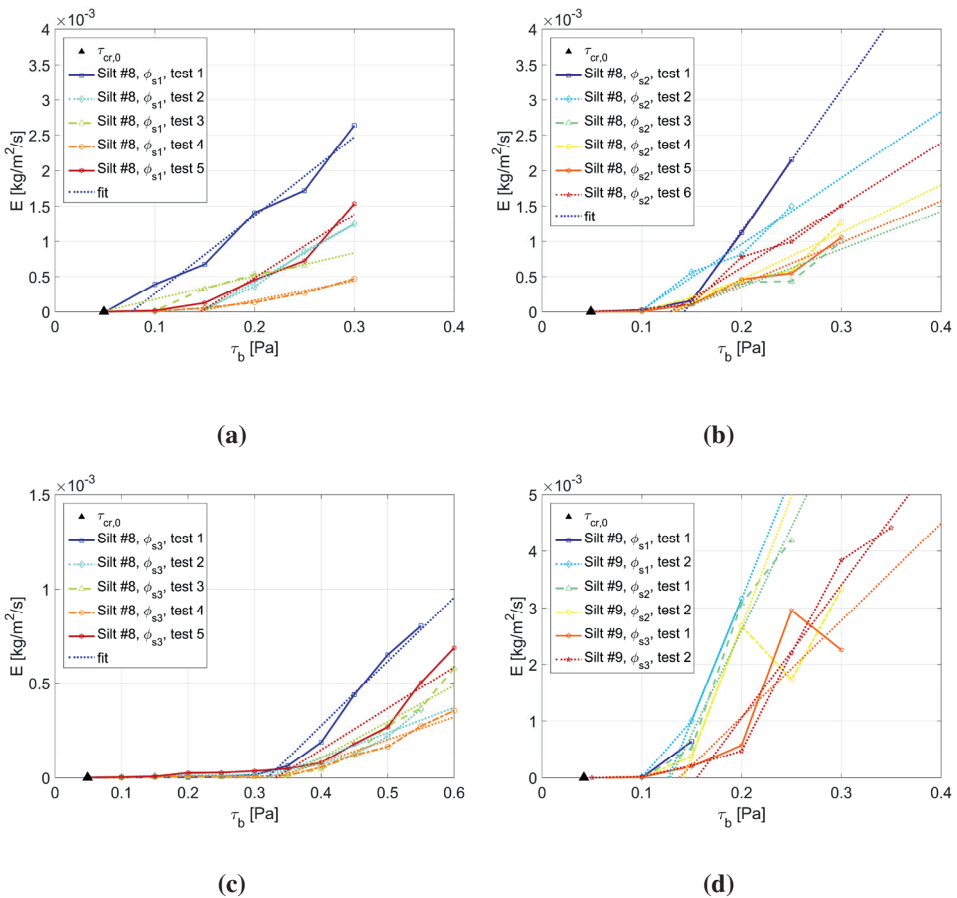 ×10⁻³
4
3.5
3
2.5
2
1.5
1
0.5
0
E [kg/m²/s]
τcr,0
Silt #8, ϕs1, test 1
Silt #8, ϕs1, test 2
Silt #8, ϕs1, test 3
Silt #8, ϕs1, test 4
Silt #8, ϕs1, test 5
fit
0 0.1 0.2 0.3 0.4
τb [Pa]
(a)
×10⁻³
4
3.5
3
2.5
2
1.5
1
0.5
0
E [kg/m²/s]
τcr,0
Silt #8, ϕs2, test 1
Silt #8, ϕs2, test 2
Silt #8, ϕs2, test 3
Silt #8, ϕs2, test 4
Silt #8, ϕs2, test 5
Silt #8, ϕs2, test 6
fit
0 0.1 0.2 0.3 0.4
τb [Pa]
(b)
×10⁻³
1.5
1
0.5
0
E [kg/m²/s]
τcr,0
Silt #8, ϕs3, test 1
Silt #8, ϕs3, test 2
Silt #8, ϕs3, test 3
Silt #8, ϕs3, test 4
Silt #8, ϕs3, test 5
fit
0 0.1 0.2 0.3 0.4 0.5 0.6
τb [Pa]
(c)
×10⁻³
5
4
3
2
1
0
E [kg/m²/s]
τcr,0
Silt #9, ϕs1, test 1
Silt #9, ϕs1, test 2
Silt #9, ϕs2, test 1
Silt #9, ϕs2, test 2
Silt #9, ϕs3, test 1
Silt #9, ϕs3, test 2
0 0.1 0.2 0.3 0.4
τb [Pa]
(d)